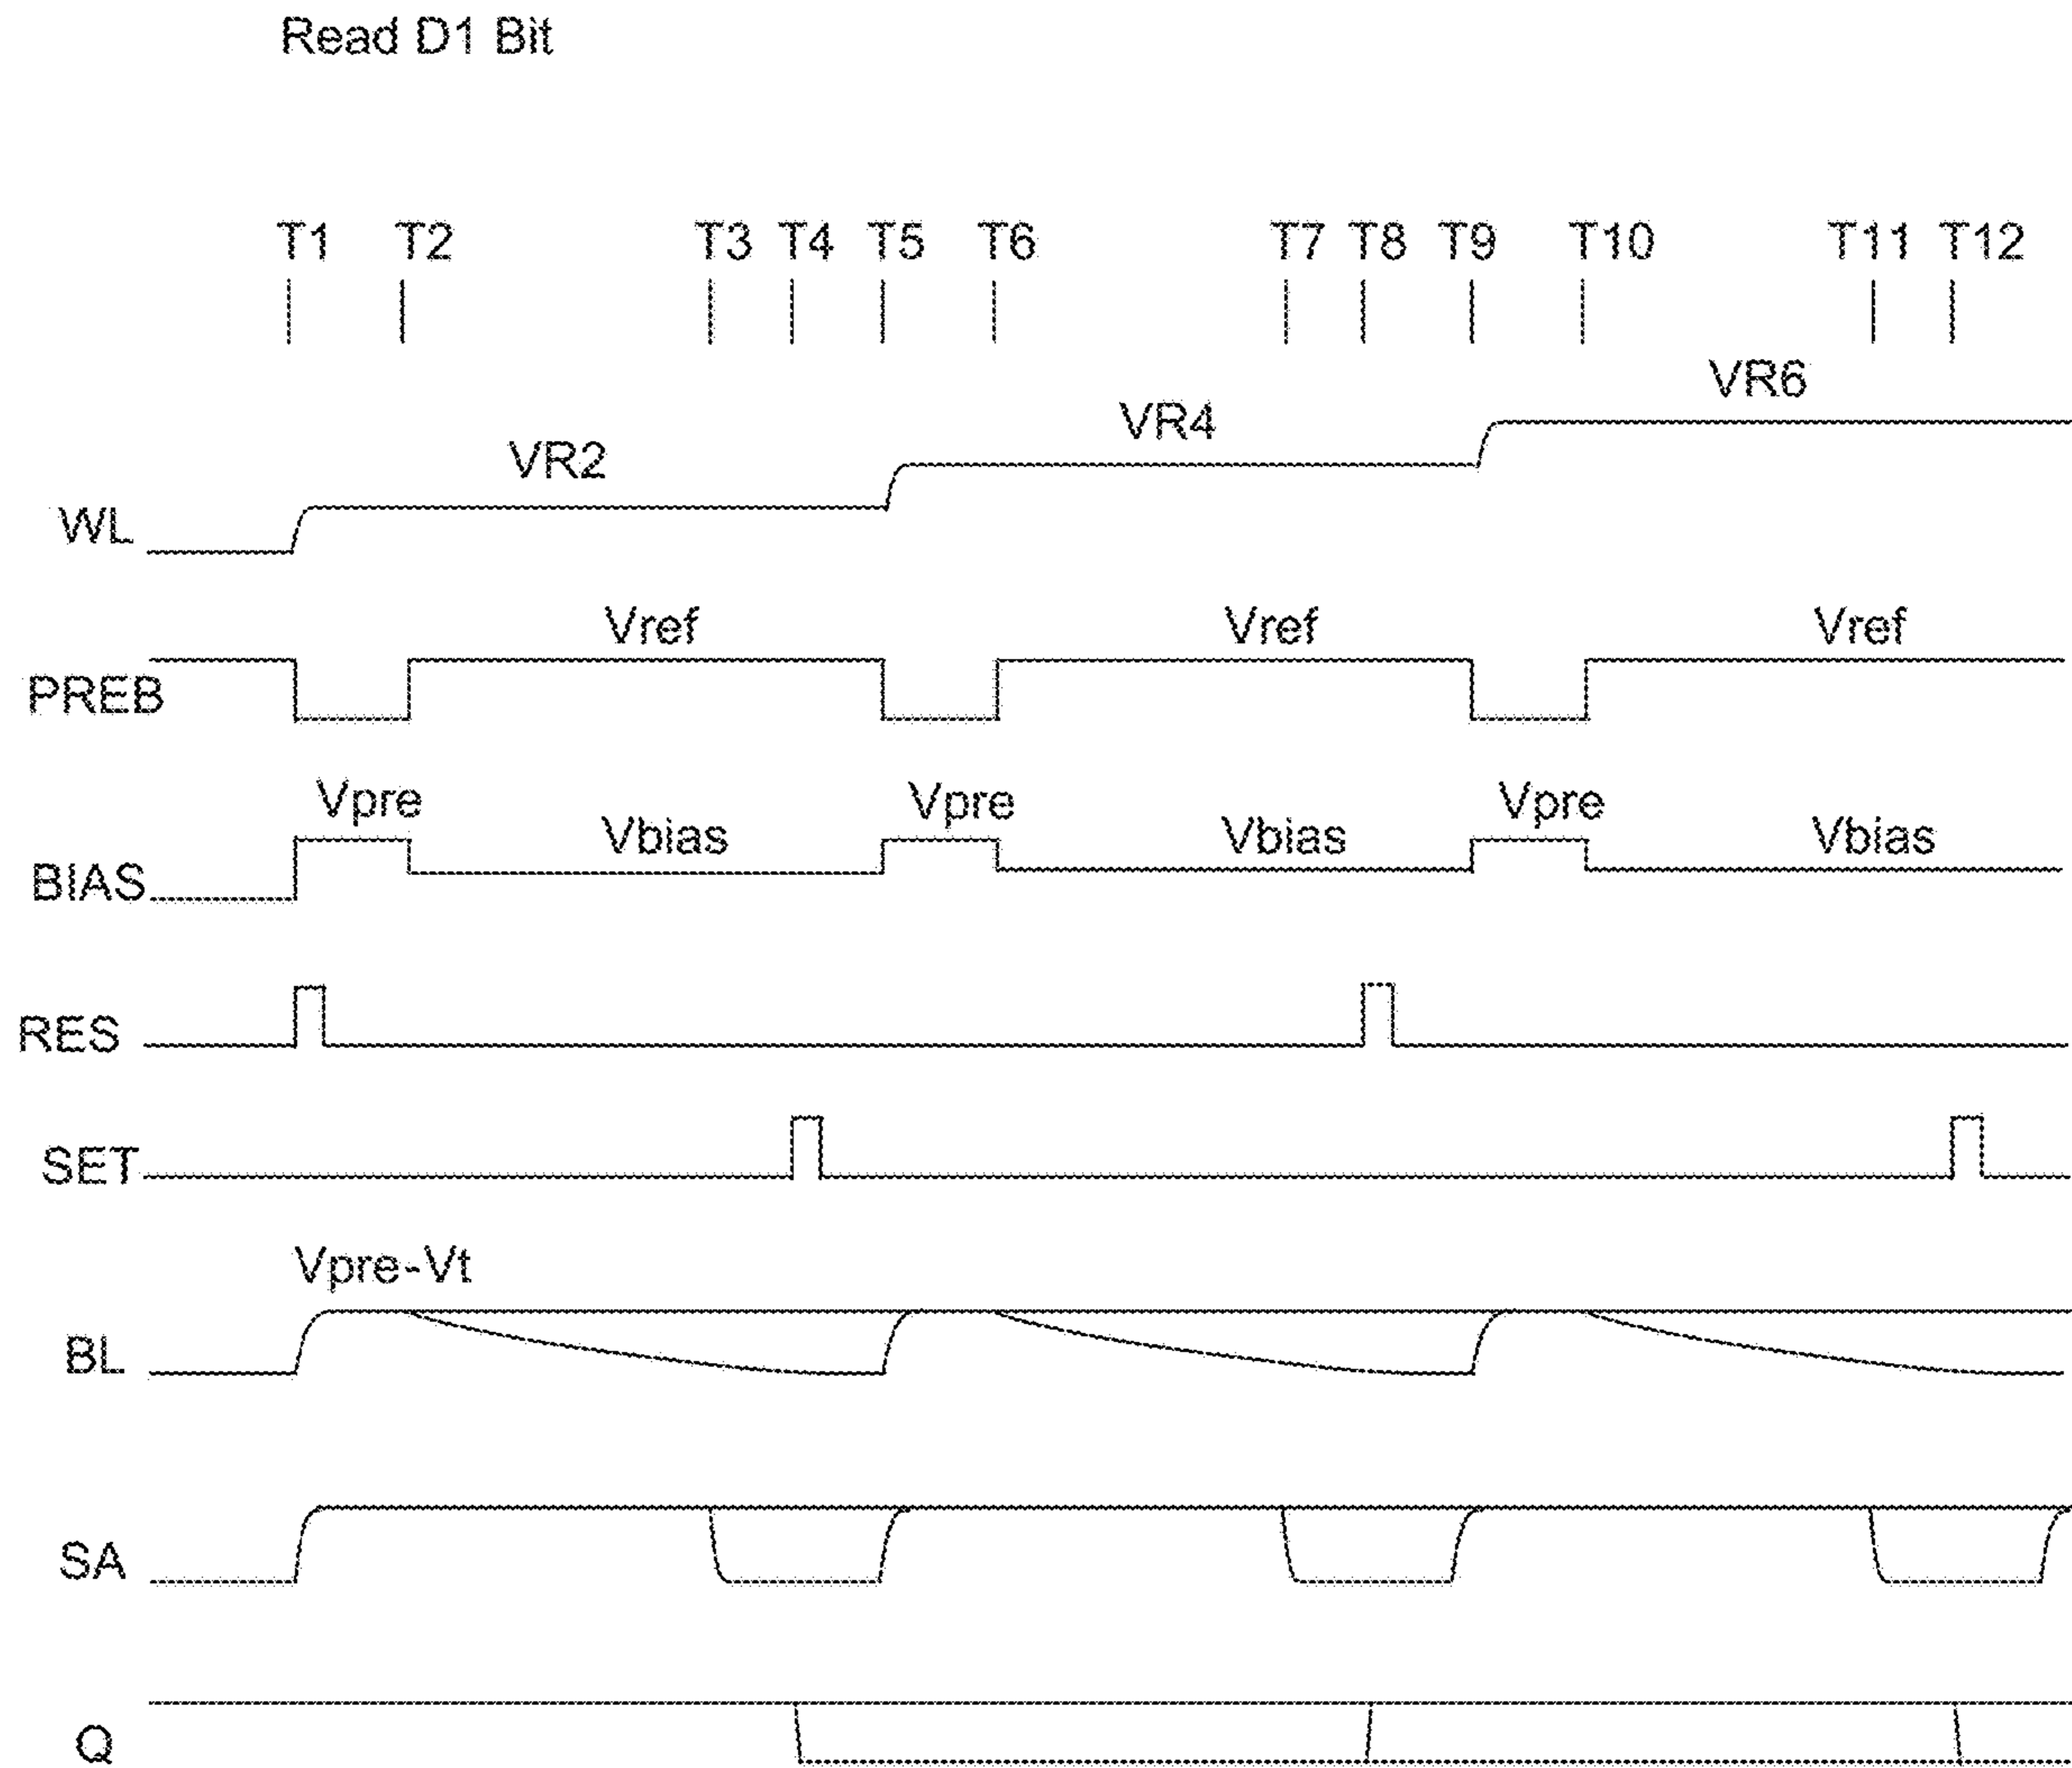 Read D1 Bit
T1 T2 T3 T4 T5 T6 T7 T8 T9 T10 T11 T12
VR6
VR4
VR2
WL
Vref Vref Vref
PREB
Vpre Vpre Vpre
Vbias Vbias Vbias
BIAS
RES
SET
Vpre-Vt
BL
SA
Q